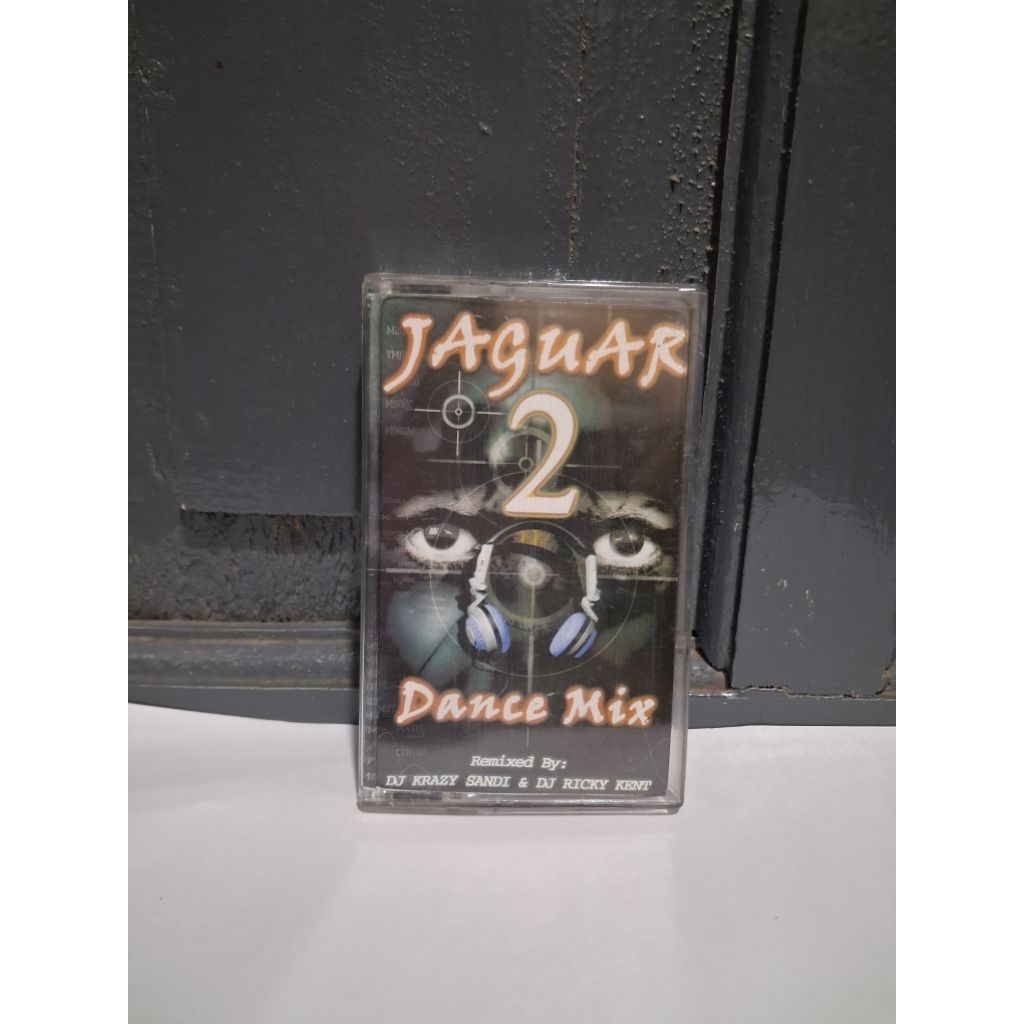 JAGUAR
2
Dance Mix
Remixed By:
DJ KRAZY SANDI & DJ RICKY KENT